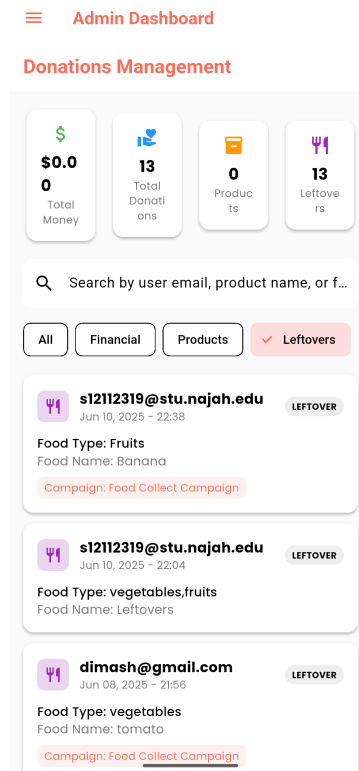 Admin Dashboard
Donations Management
$0.0
0
Total
Money
13
Total
Donati
ons
0
Produc
ts
13
Leftove
rs
Search by user email, product name, or f...
All
Financial
Products
Leftovers
s12112319@stu.najah.edu
Jun 10, 2025 - 22:38
LEFTOVER
Food Type: Fruits
Food Name: Banana
Campaign: Food Collect Campaign
s12112319@stu.najah.edu
Jun 10, 2025 - 22:04
LEFTOVER
Food Type: vegetables,fruits
Food Name: Leftovers
dimash@gmail.com
Jun 08, 2025 - 21:56
LEFTOVER
Food Type: vegetables
Food Name: tomato
Campaign: Food Collect Campaign